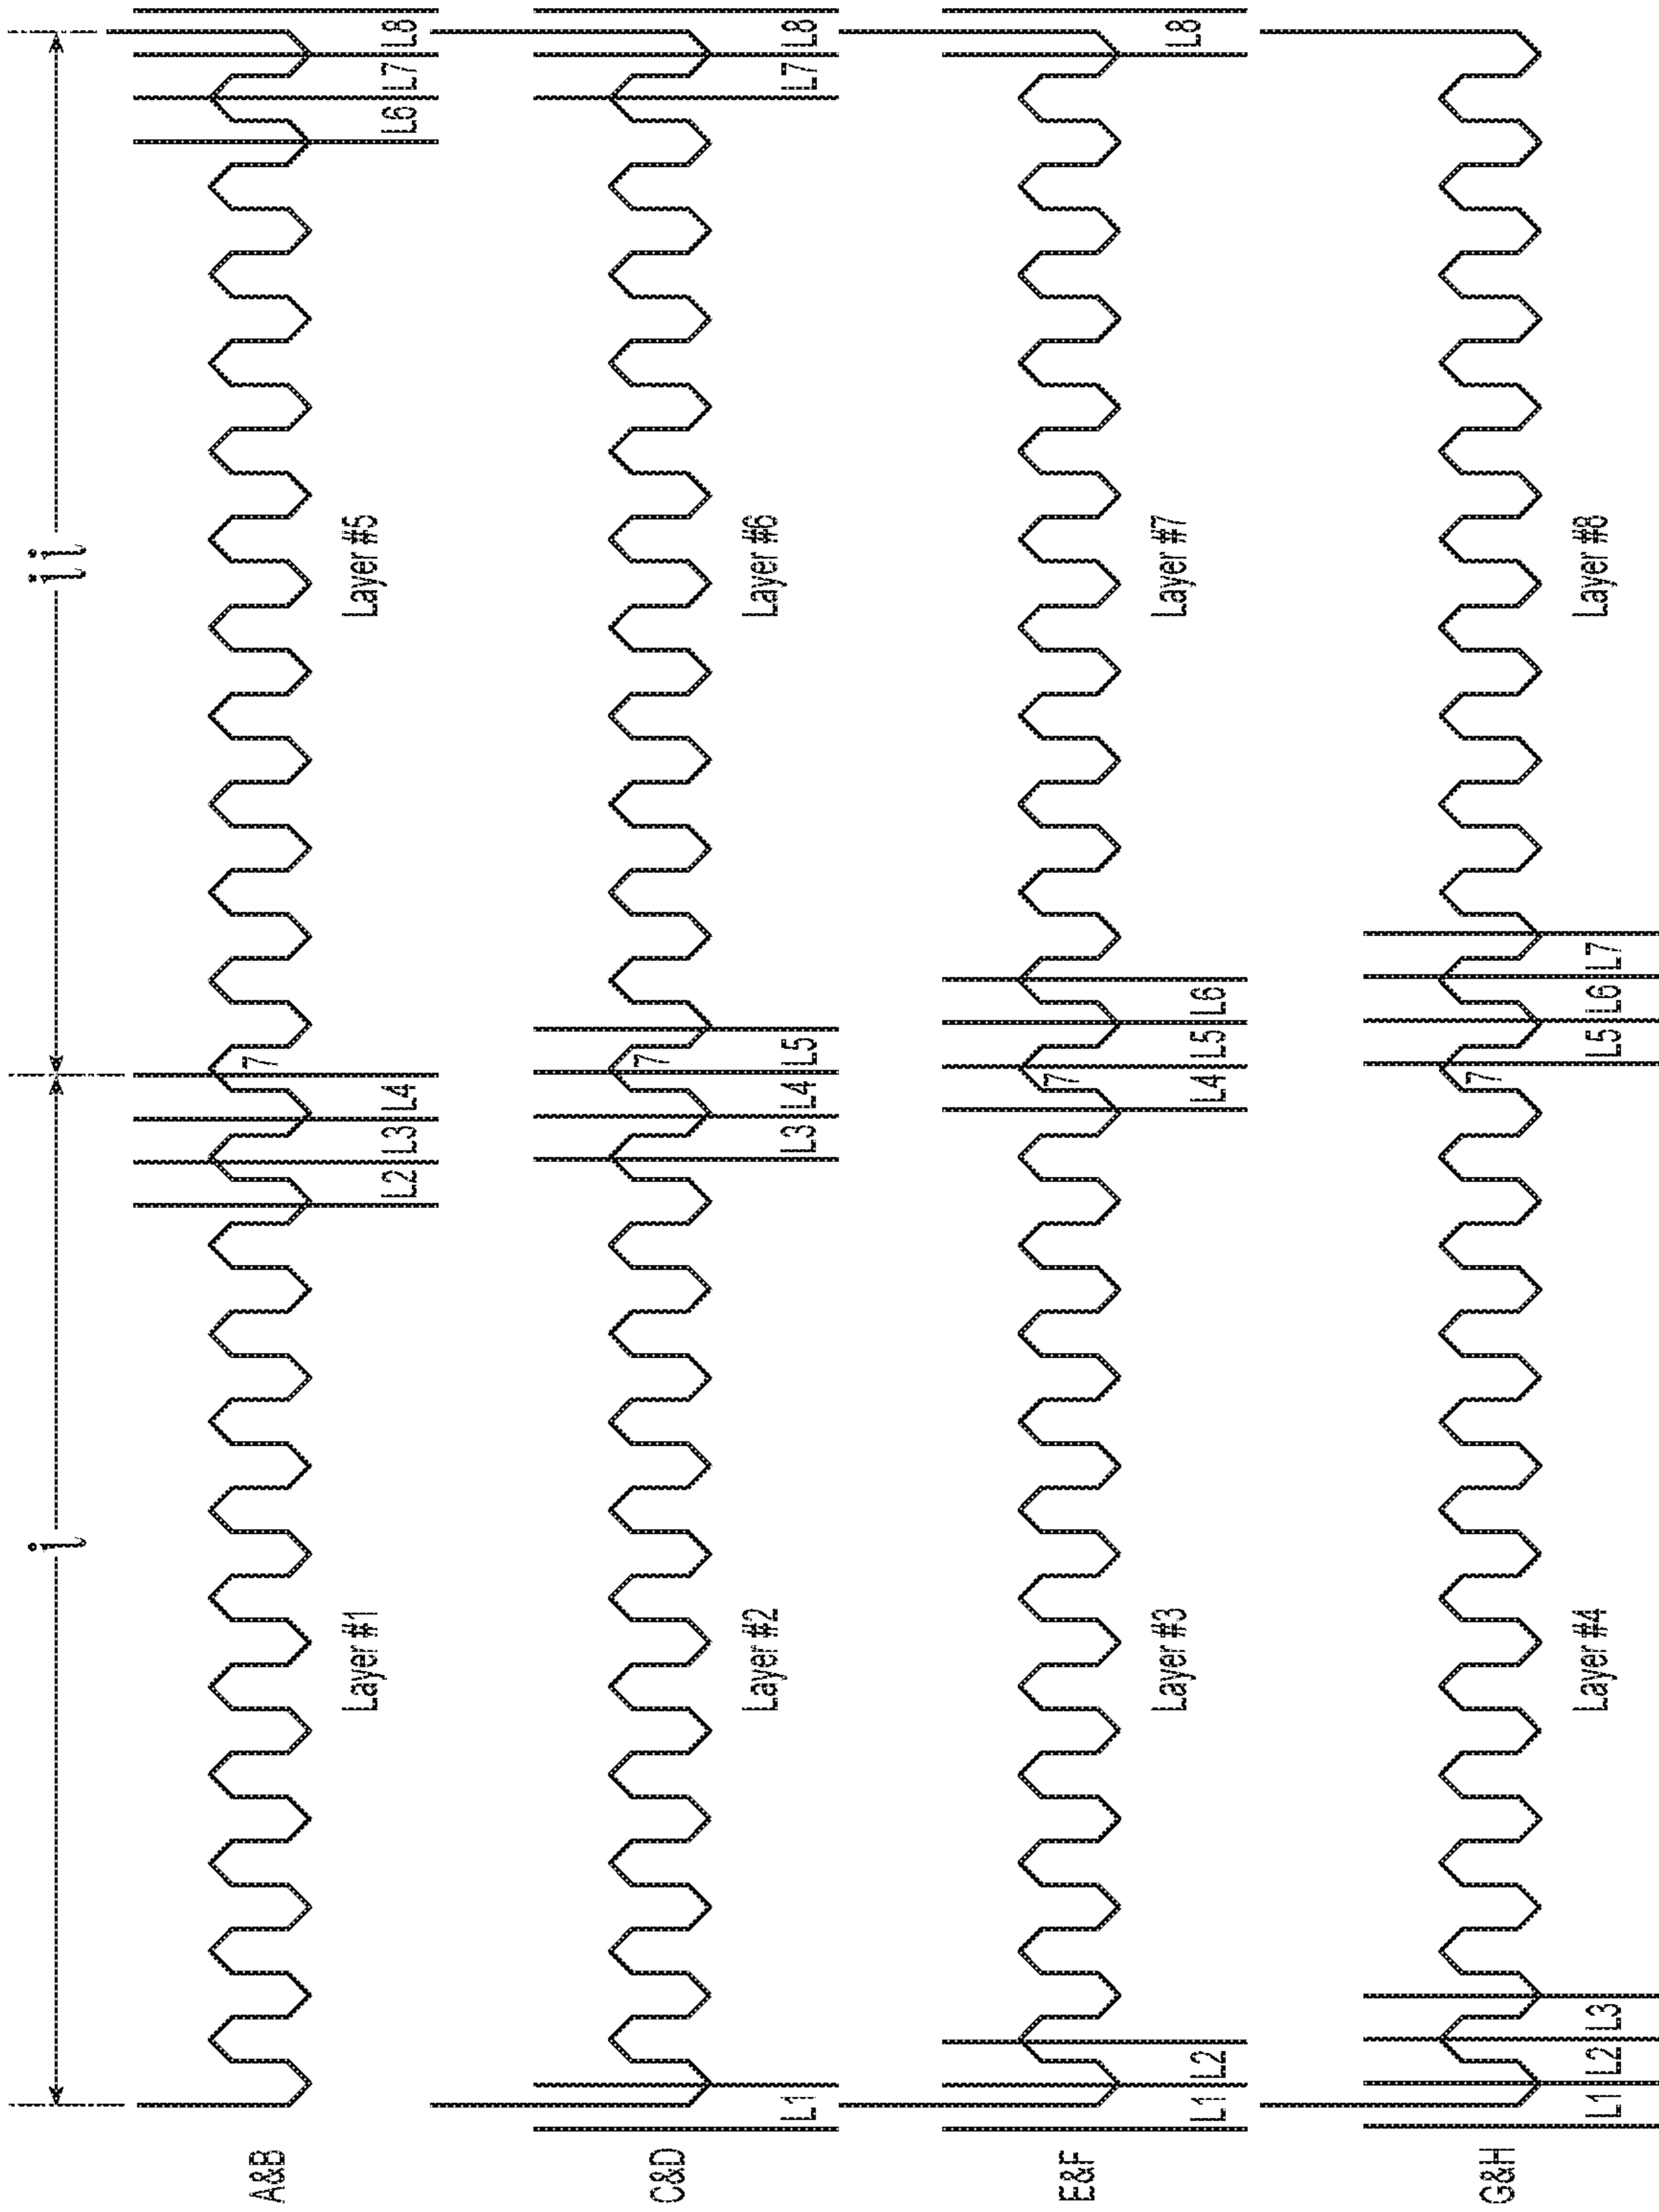 i
ii
A&B
L2
L3
L4
7
L6
L7
L8
Layer #1
Layer #5
C&D
L1
L3
L4
7
L5
L7
L8
Layer #2
Layer #6
E&F
L1
L2
L4
7
L5
L6
L8
Layer #3
Layer #7
G&H
L1
L2
L3
7
L5
L6
L7
Layer #4
Layer #8